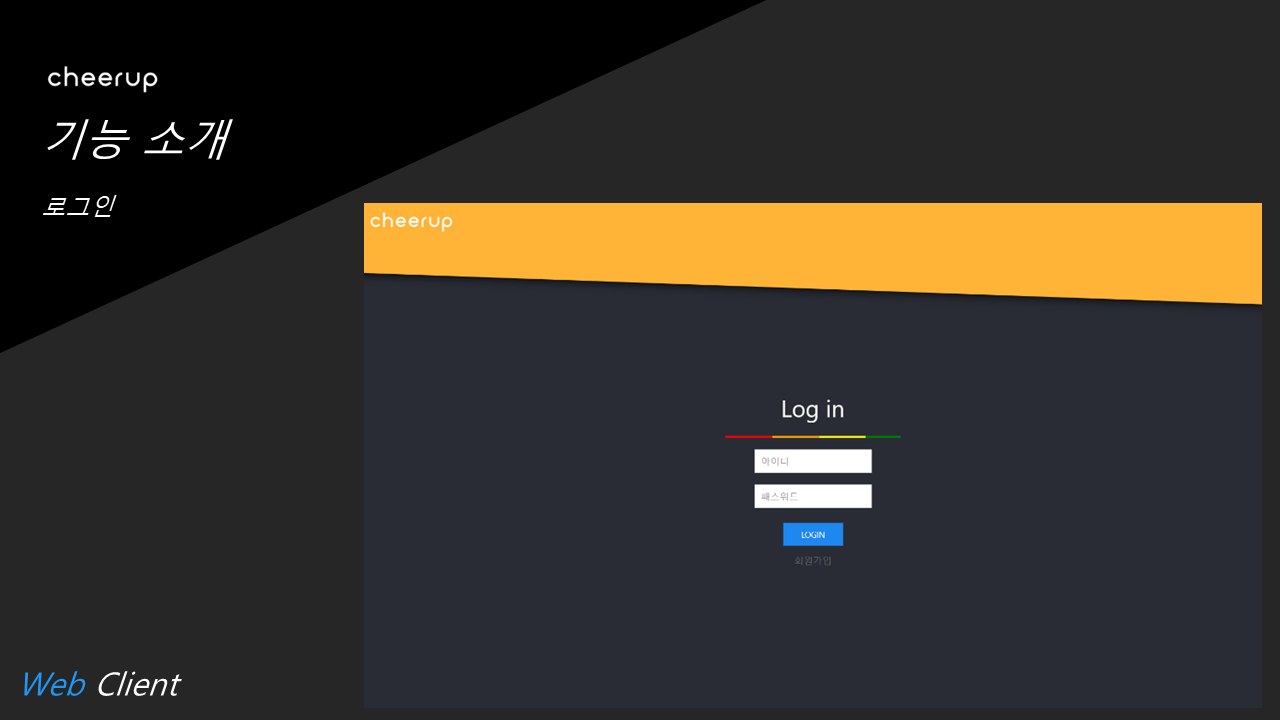 cheerup
기능 소개
로그인
cheerup
Log in
아이디
패스워드
LOGIN
회원가입
Web Client